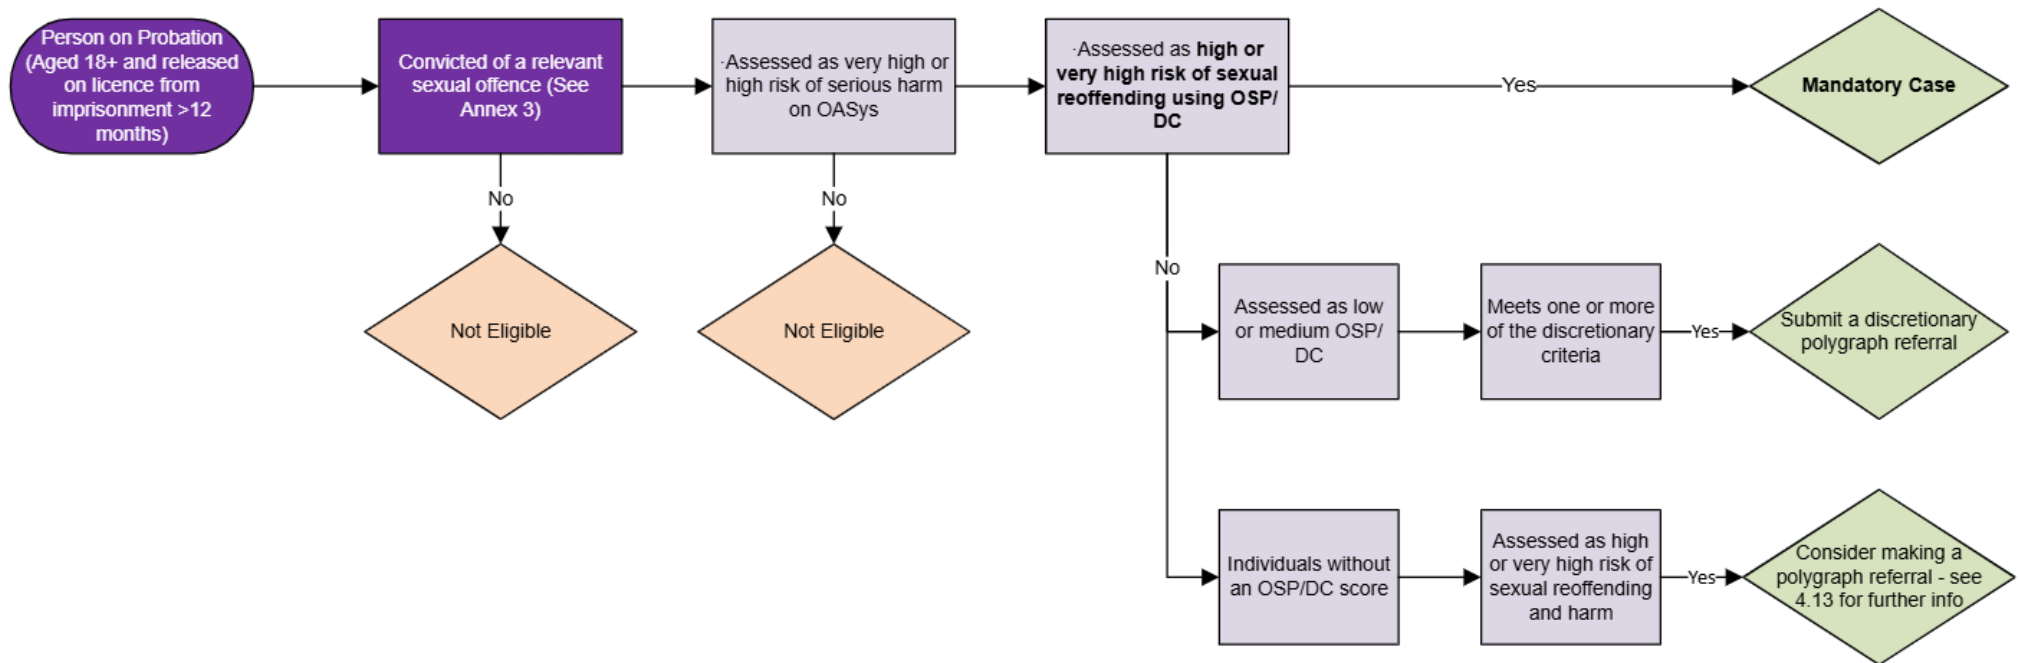 Person on Probation
(Aged 18+ and released
on licence from
imprisonment >12
months)
Convicted of a relevant
sexual offence (See
Annex 3)
·Assessed as very high or
high risk of serious harm
on OASys
·Assessed as high or
very high risk of sexual
reoffending using OSP/
DC
Yes
Mandatory Case
No
No
Not Eligible
Not Eligible
No
Assessed as low
or medium OSP/
DC
Meets one or more
of the discretionary
criteria
Yes
Submit a discretionary
polygraph referral
Individuals without
an OSP/DC score
Assessed as high
or very high risk of
sexual reoffending
and harm
Yes
Consider making a
polygraph referral - see
4.13 for further info